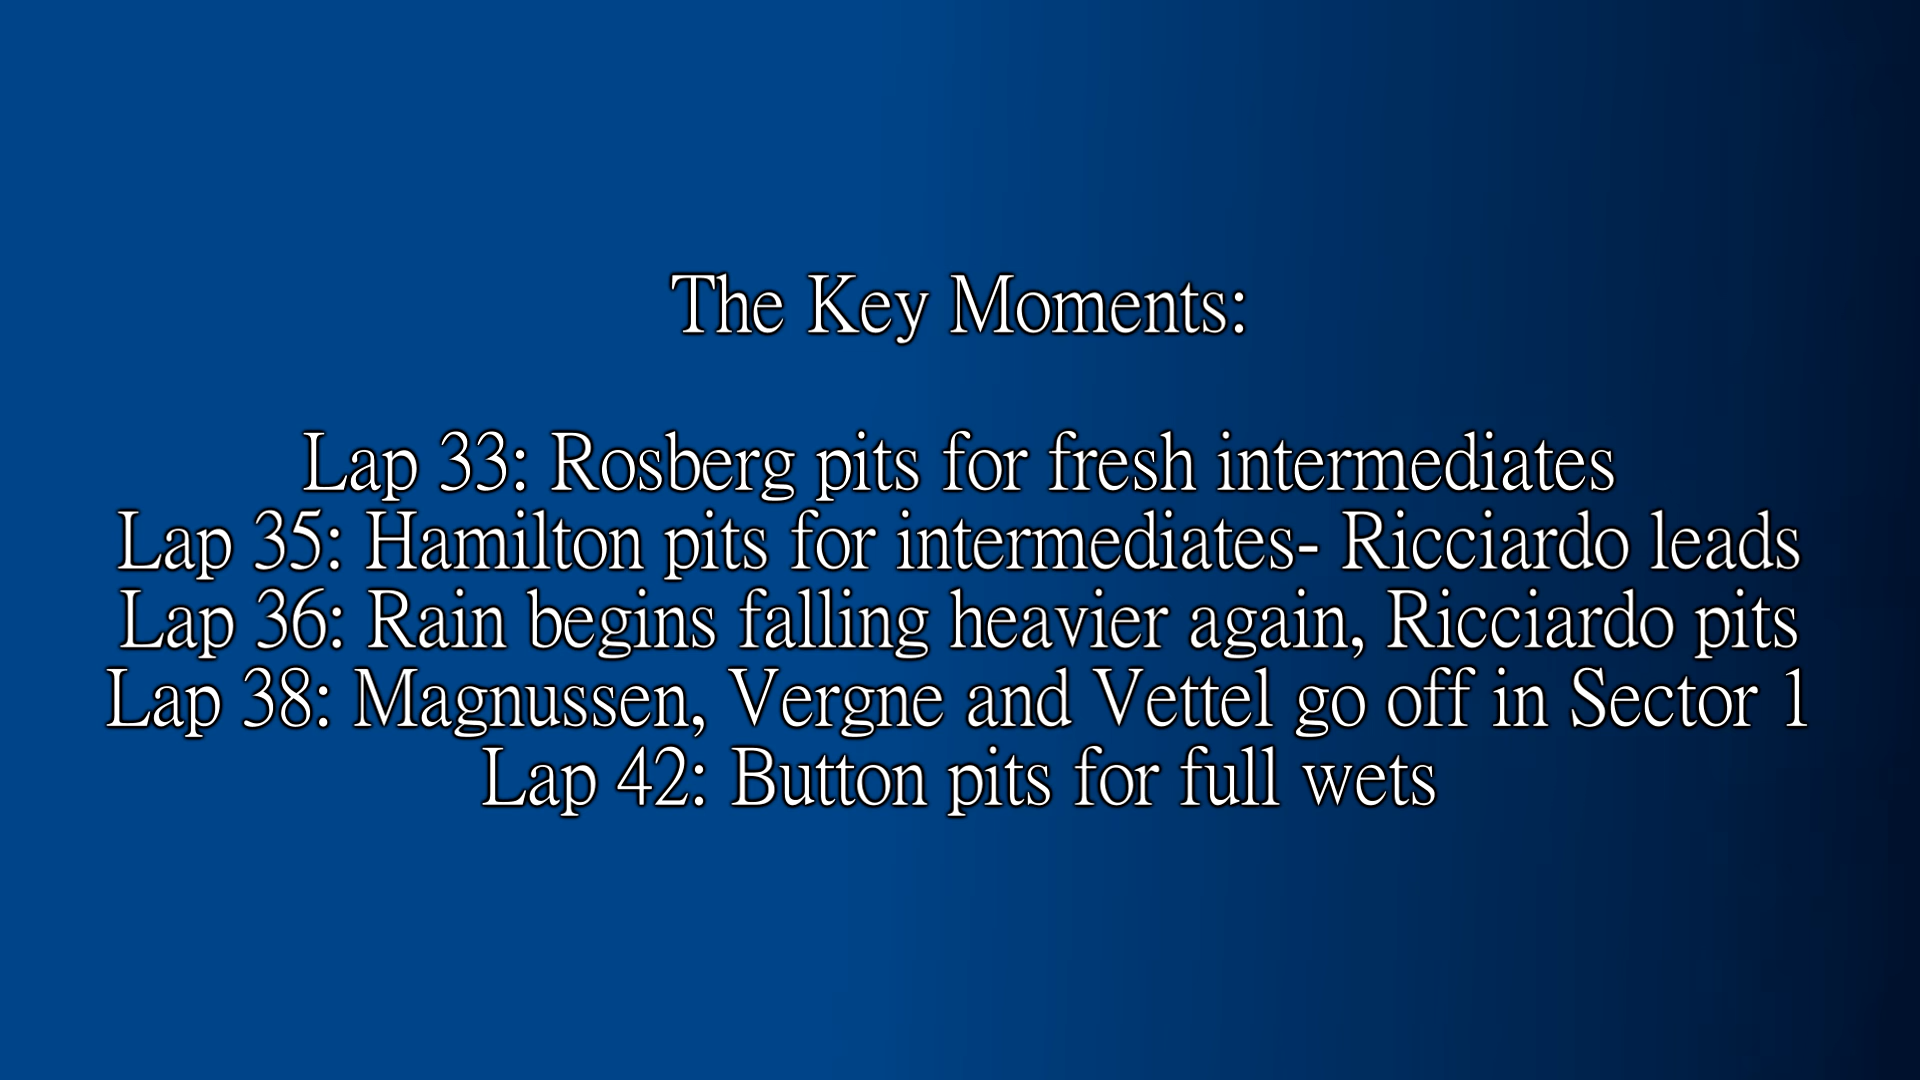 The Key Moments:
Lap 33: Rosberg pits for fresh intermediates
Lap 35: Hamilton pits for intermediates- Ricciardo leads
Lap 36: Rain begins falling heavier again, Ricciardo pits
Lap 38: Magnussen, Vergne and Vettel go off in Sector 1
Lap 42: Button pits for full wets